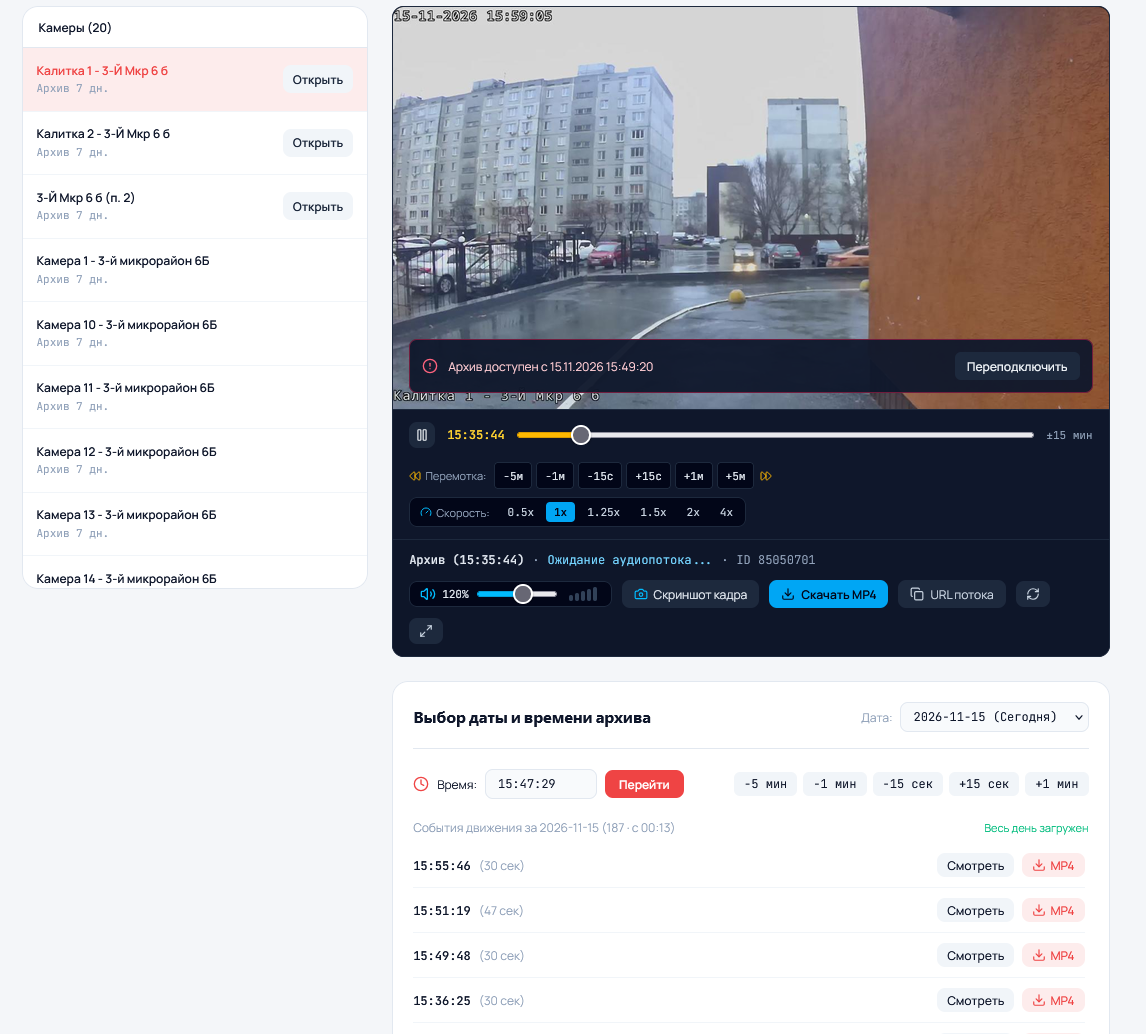 Камеры (20)
Калитка 1 - 3-Й Мкр 6 б
Архив 7 дн.
Открыть
Калитка 2 - 3-Й Мкр 6 б
Архив 7 дн.
Открыть
3-Й Мкр 6 б (п. 2)
Архив 7 дн.
Открыть
Камера 1 - 3-й микрорайон 6Б
Архив 7 дн.
Камера 10 - 3-й микрорайон 6Б
Архив 7 дн.
Камера 11 - 3-й микрорайон 6Б
Архив 7 дн.
Камера 12 - 3-й микрорайон 6Б
Архив 7 дн.
Камера 13 - 3-й микрорайон 6Б
Архив 7 дн.
Камера 14 - 3-й микрорайон 6Б
15-11-2026 15:59:05
Архив доступен с 15.11.2026 15:49:20
Переподключить
Калитка 1 - 3-й Мкр 6 б
15:35:44
±15 мин
Перемотка: -5м -1м -15с +15с +1м +5м
Скорость: 0.5x 1x 1.25x 1.5x 2x 4x
Архив (15:35:44) · Ожидание аудиопотока... · ID 85050701
120% Скриншот кадра Скачать MP4 URL потока
Выбор даты и времени архива
Дата: 2026-11-15 (Сегодня)
Время: 15:47:29 Перейти -5 мин -1 мин -15 сек +15 сек +1 мин
События движения за 2026-11-15 (187 · с 00:13) Весь день загружен
15:55:46 (30 сек) Смотреть MP4
15:51:19 (47 сек) Смотреть MP4
15:49:48 (30 сек) Смотреть MP4
15:36:25 (30 сек) Смотреть MP4